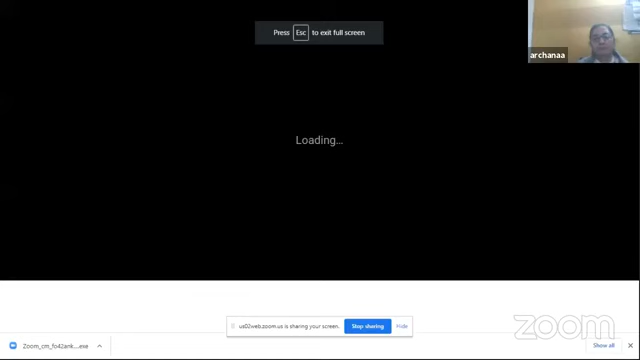 Press Esc to exit full screen
archanaa
Loading...
us02web.zoom.us is sharing your screen. Stop sharing Hide
zoom
Zoom_cm_fo42ank....exe
Show all